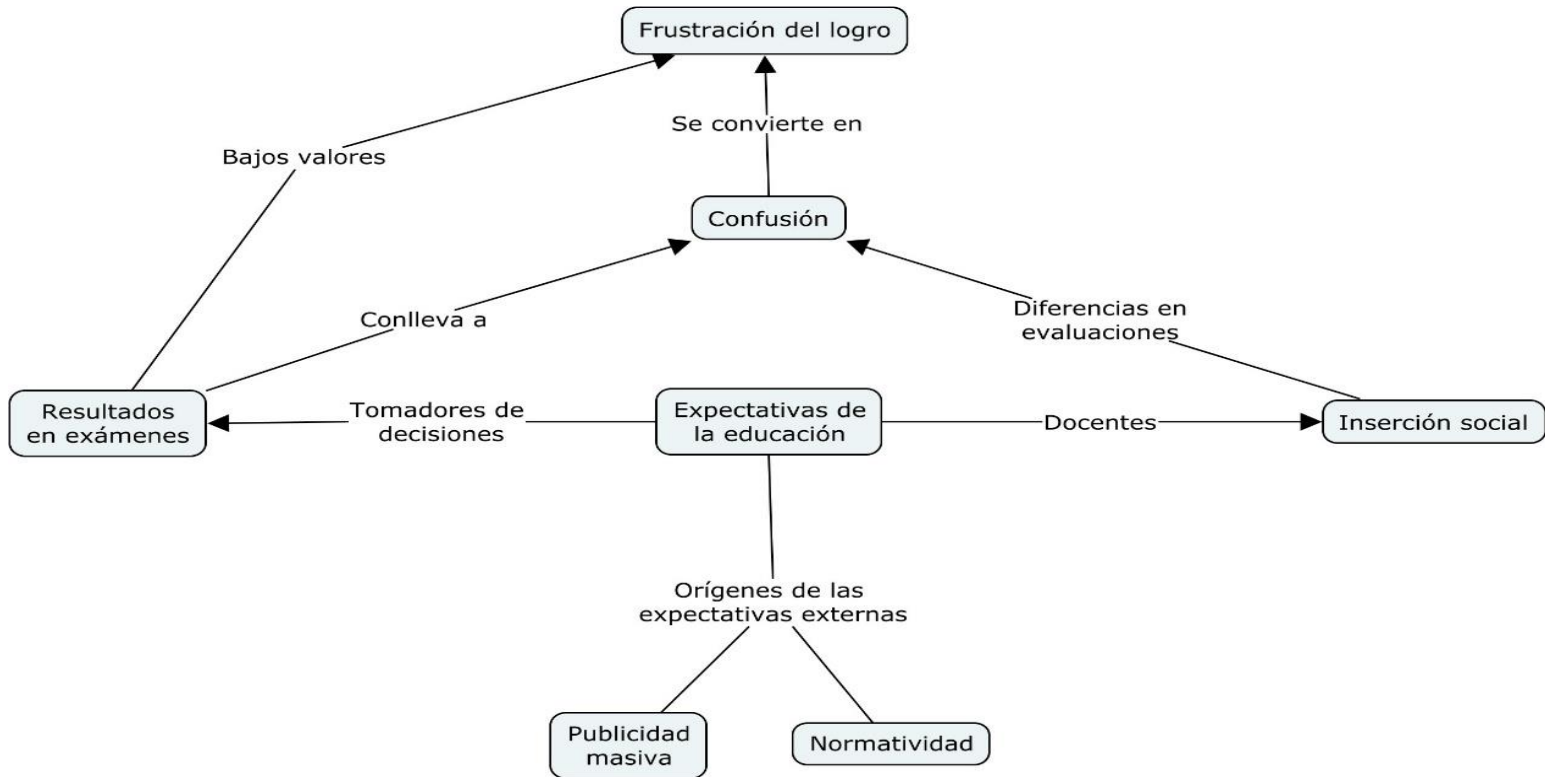 Frustración del logro
Se convierte en
Bajos valores
Confusión
Conlleva a
Diferencias en
evaluaciones
Resultados
en exámenes
Tomadores de
decisiones
Expectativas de
la educación
Docentes
Inserción social
Orígenes de las
expectativas externas
Publicidad
masiva
Normatividad